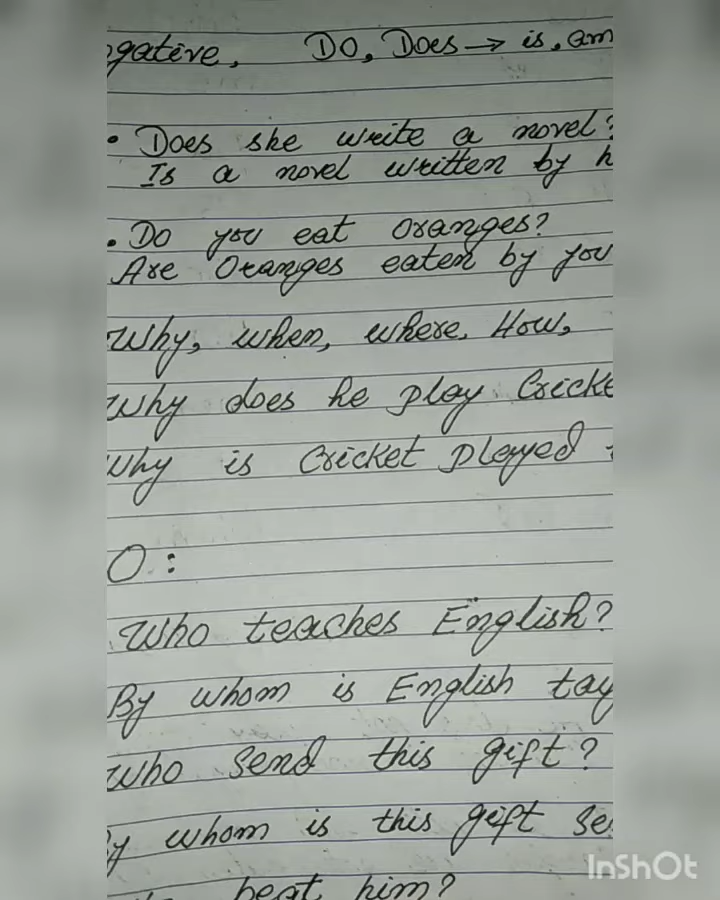 gative, Do, Does → is, am
• Does she write a novel?
Is a novel written by h
• Do you eat oranges?
Are Oranges eaten by you
Why, when, where, How,
Why does he play Cricke
Why is Cricket played
O:
Who teaches English?
By whom is English tau
Who send this gift?
y whom is this gift se
beat him?
InShOt